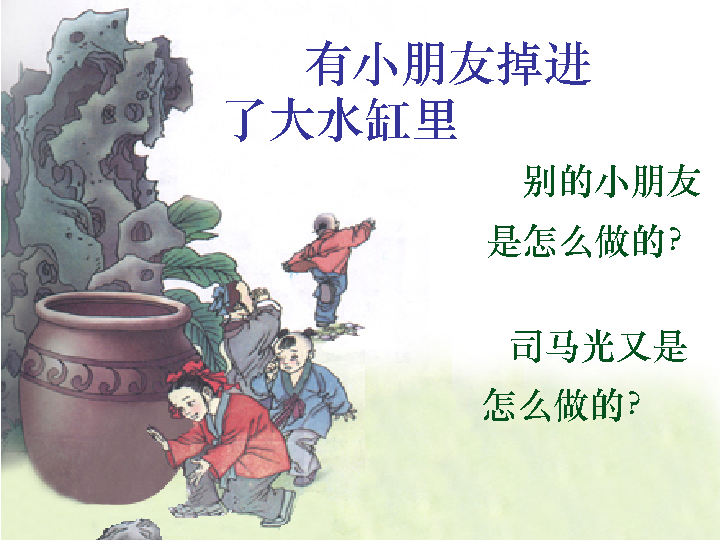 有小朋友掉进
了大水缸里
别的小朋友
是怎么做的?
司马光又是
怎么做的?